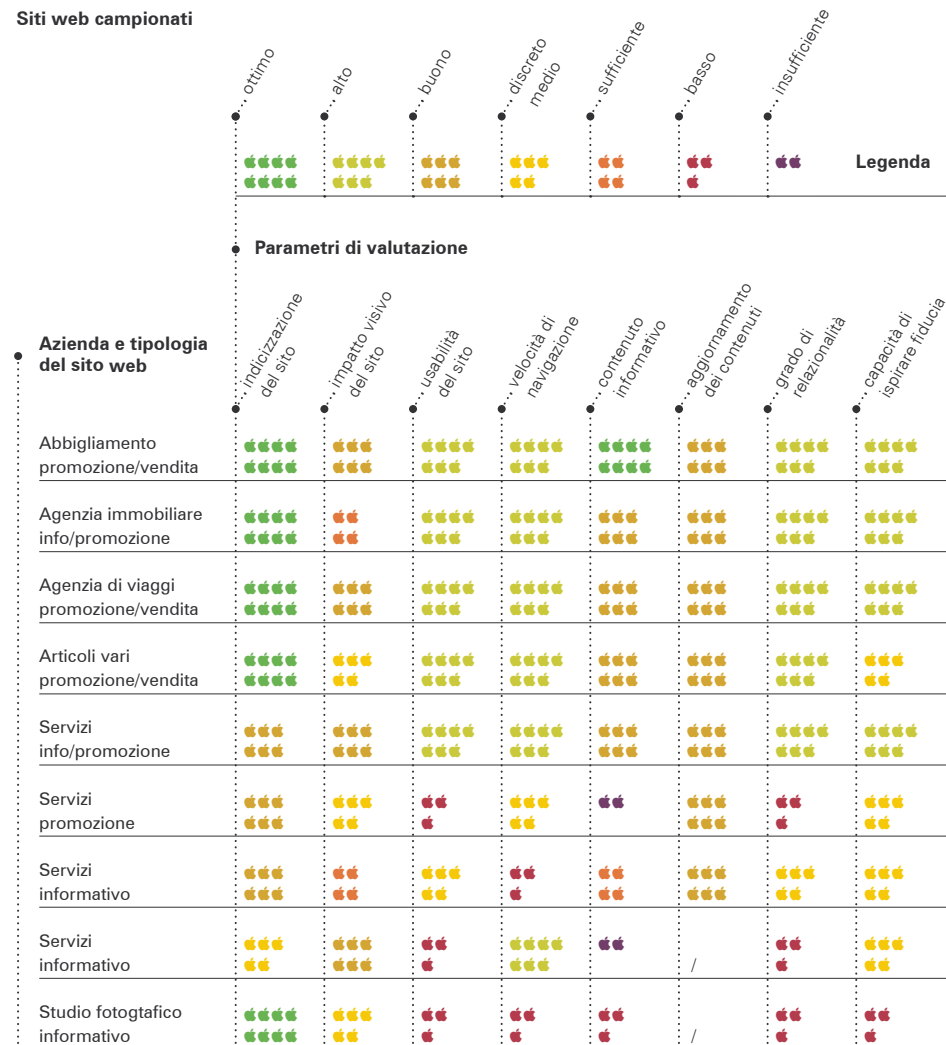 Siti web campionati
ottimo
alto
buono
discreto
medio
sufficiente
basso
insufficiente
Legenda
Parametri di valutazione
Azienda e tipologia
del sito web
indicizzazione
del sito
impatto visivo
del sito
usabilità
del sito
velocità di
navigazione
contenuto
informativo
aggiornamento
dei contenuti
grado di
relazionalità
capacità di
ispirare fiducia
Abbigliamento
promozione/vendita
Agenzia immobiliare
info/promozione
Agenzia di viaggi
promozione/vendita
Articoli vari
promozione/vendita
Servizi
info/promozione
Servizi
promozione
Servizi
informativo
Servizi
informativo
/
Studio fotogtafico
informativo
/